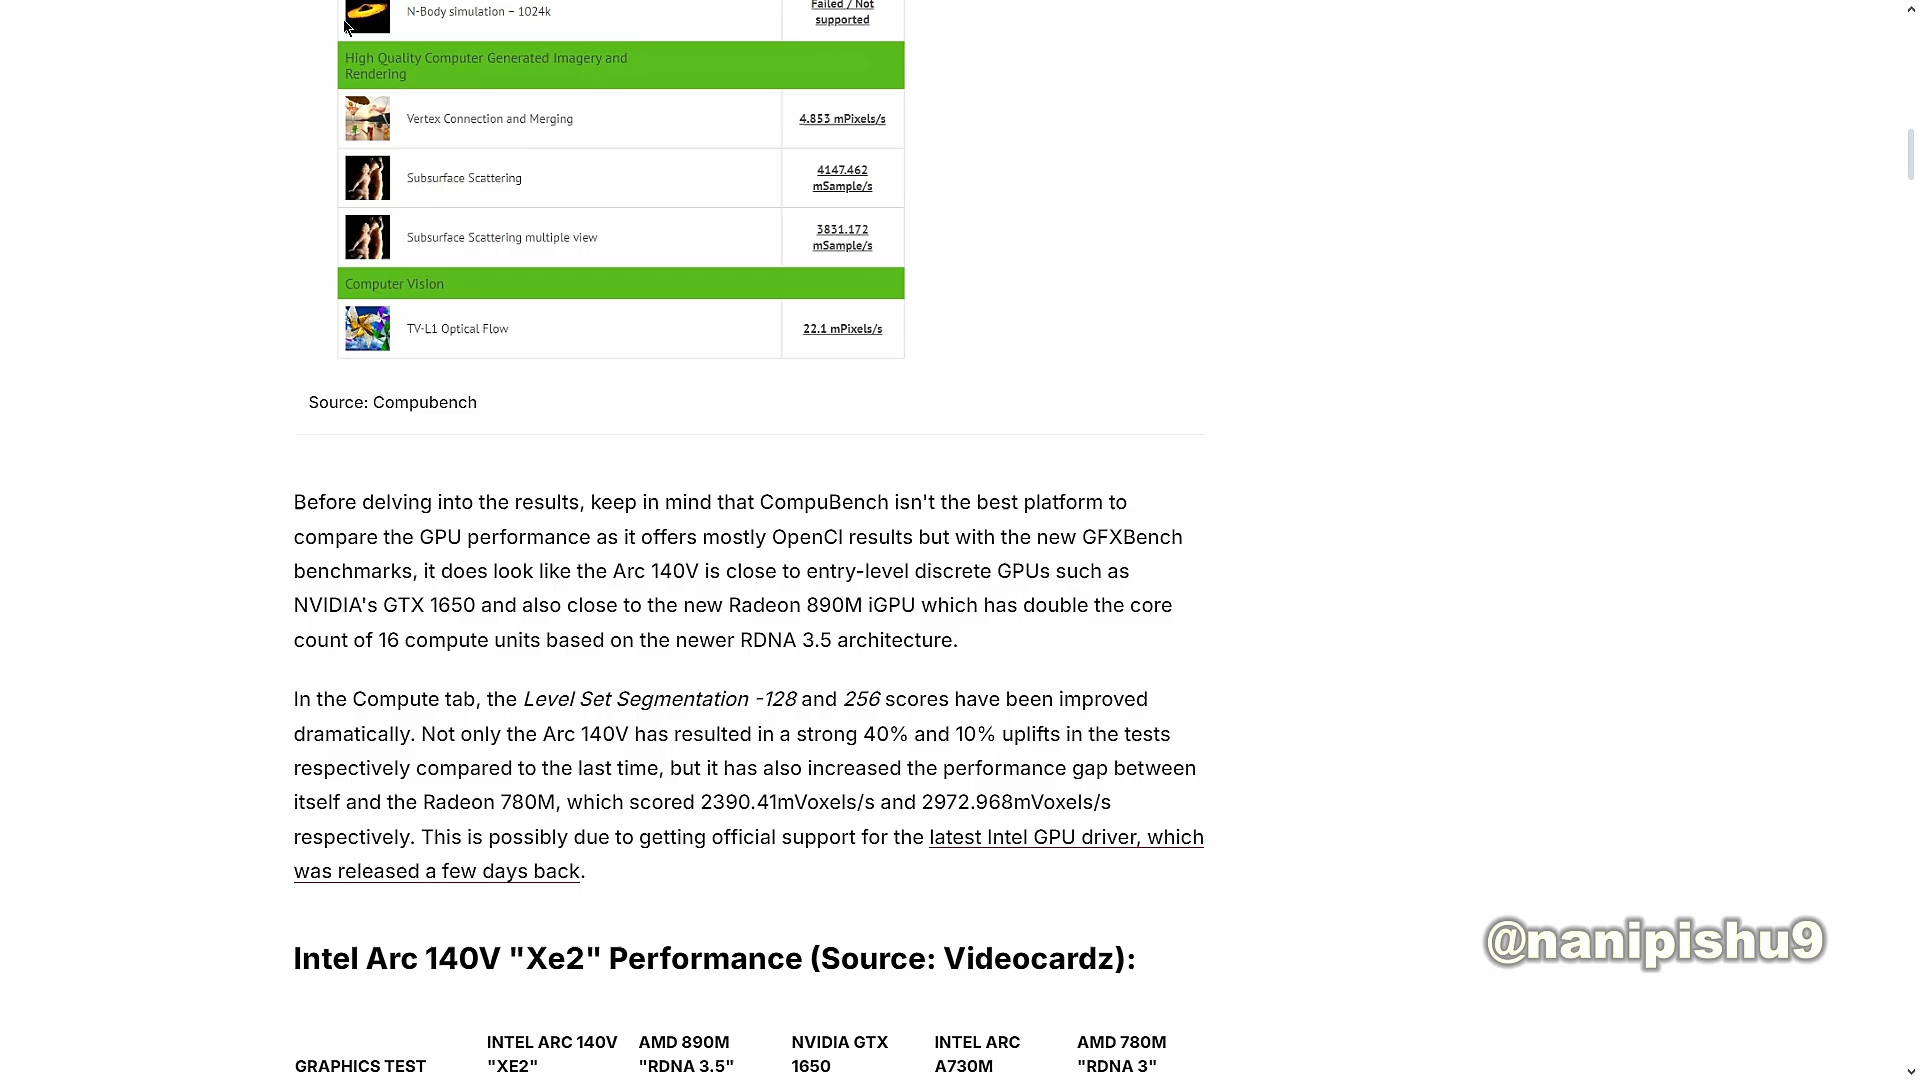 N-Body simulation – 1024k
Failed / Not
supported
High Quality Computer Generated Imagery and
Rendering
Vertex Connection and Merging
4.853 mPixels/s
Subsurface Scattering
4147.462
mSample/s
Subsurface Scattering multiple view
3831.172
mSample/s
Computer Vision
TV-L1 Optical Flow
22.1 mPixels/s
Source: Compubench
Before delving into the results, keep in mind that CompuBench isn't the best platform to
compare the GPU performance as it offers mostly OpenCl results but with the new GFXBench
benchmarks, it does look like the Arc 140V is close to entry-level discrete GPUs such as
NVIDIA's GTX 1650 and also close to the new Radeon 890M iGPU which has double the core
count of 16 compute units based on the newer RDNA 3.5 architecture.
In the Compute tab, the Level Set Segmentation -128 and 256 scores have been improved
dramatically. Not only the Arc 140V has resulted in a strong 40% and 10% uplifts in the tests
respectively compared to the last time, but it has also increased the performance gap between
itself and the Radeon 780M, which scored 2390.41mVoxels/s and 2972.968mVoxels/s
respectively. This is possibly due to getting official support for the latest Intel GPU driver, which
was released a few days back.
@nanipishu9
Intel Arc 140V "Xe2" Performance (Source: Videocardz):
GRAPHICS TEST
INTEL ARC 140V
"XE2"
AMD 890M
"RDNA 3.5"
NVIDIA GTX
1650
INTEL ARC
A730M
AMD 780M
"RDNA 3"